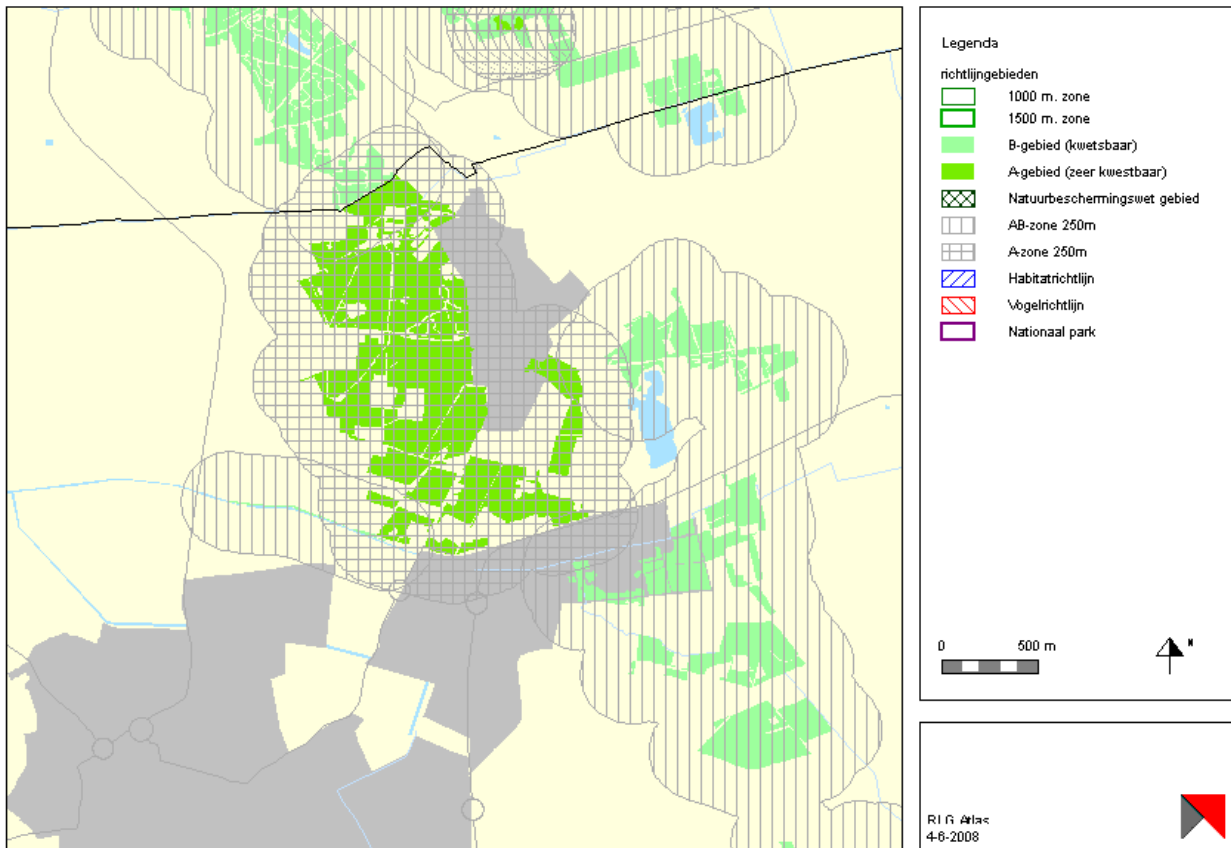 Legenda
richtlijngebieden
1000 m. zone
1500 m. zone
B-gebied (kwetsbaar)
A-gebied (zeer kwestbaar)
Natuurbeschermingswet gebied
AB-zone 250m
A-zone 250m
Habitatrichtlijn
Vogelrichtlijn
Nationaal park
0 500 m
N
RLG Atlas
4-6-2008